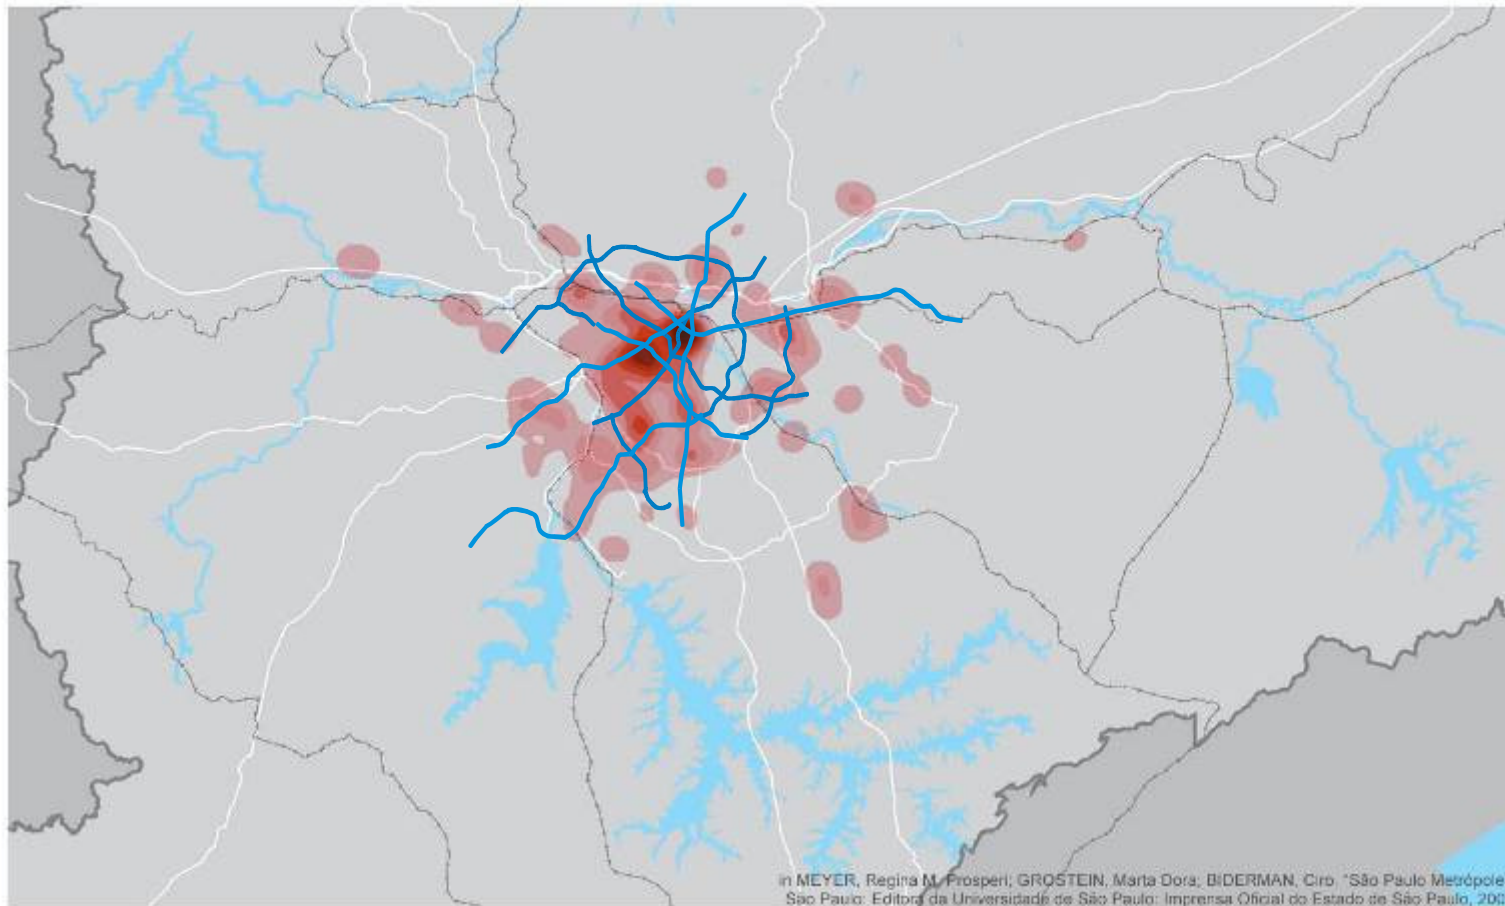 in MEYER, Regina M. Prosperi; GROSTEIN, Marta Dora; BIDERMAN, Ciro. "São Paulo Metrópole
São Paulo: Editora da Universidade de São Paulo: Imprensa Oficial do Estado de São Paulo, 200